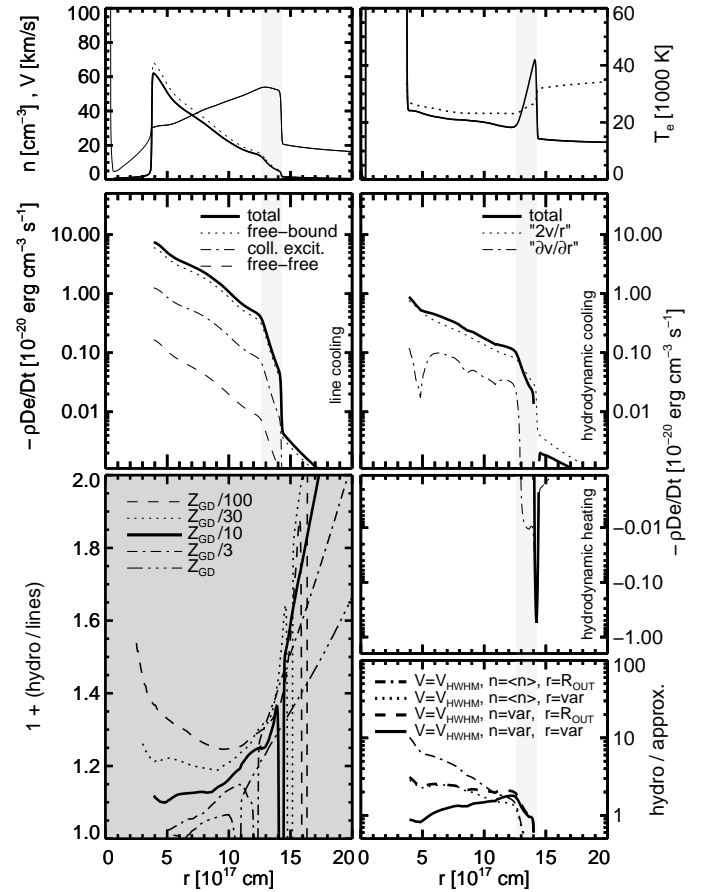 n [cm⁻³] , V [km/s]
100
80
60
40
20
0
60
40
20
0
Tₑ [1000 K]
−ρDe/Dt [10⁻²⁰ erg cm⁻³ s⁻¹]
10.00
1.00
0.10
0.01
total
free−bound
coll. excit.
free−free
line cooling
total
"2v/r"
"∂v/∂r"
hydrodynamic cooling
10.00
1.00
0.10
0.01
−ρDe/Dt [10⁻²⁰ erg cm⁻³ s⁻¹]
-0.01
-0.10
-1.00
hydrodynamic heating
1 + (hydro / lines)
2.0
1.8
1.6
1.4
1.2
1.0
Z_GD /100
Z_GD /30
Z_GD /10
Z_GD /3
Z_GD
0
5
10
15
20
r [10¹⁷ cm]
V=V_HWHM, n=<n>, r=R_OUT
V=V_HWHM, n=<n>, r=var
V=V_HWHM, n=var, r=R_OUT
V=V_HWHM, n=var, r=var
100
10
1
hydro / approx.
0
5
10
15
20
r [10¹⁷ cm]